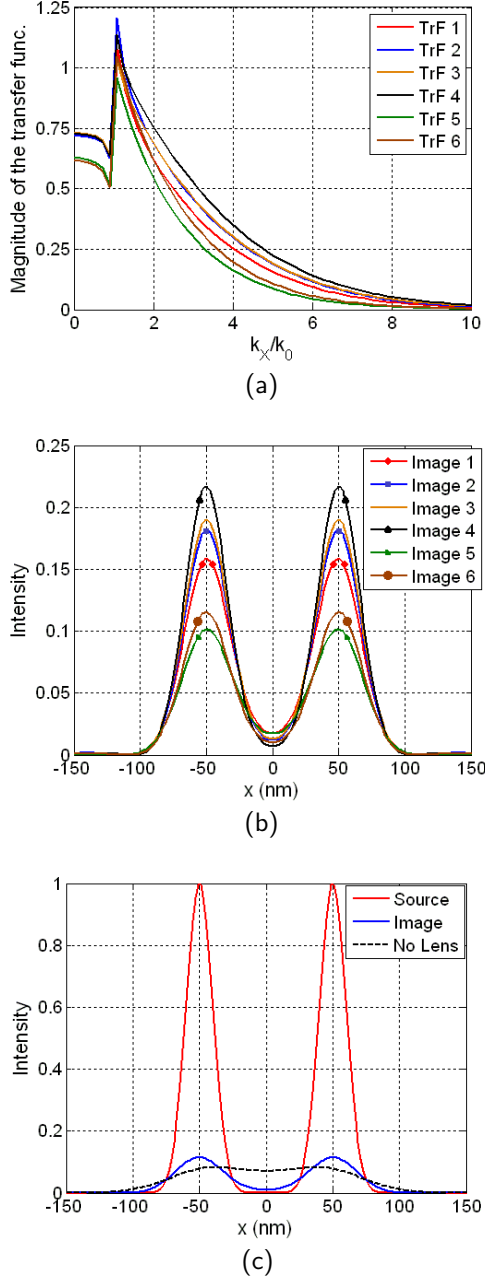 Magnitude of the transfer func.
1.25
1
0.75
0.5
0.25
0
TrF 1
TrF 2
TrF 3
TrF 4
TrF 5
TrF 6
0 2 4 6 8 10
k_x/k_0
(a)
Intensity
0.25
0.2
0.15
0.1
0.05
0
Image 1
Image 2
Image 3
Image 4
Image 5
Image 6
-150 -100 -50 0 50 100 150
x (nm)
(b)
Intensity
1
0.8
0.6
0.4
0.2
0
Source
Image
No Lens
-150 -100 -50 0 50 100 150
x (nm)
(c)